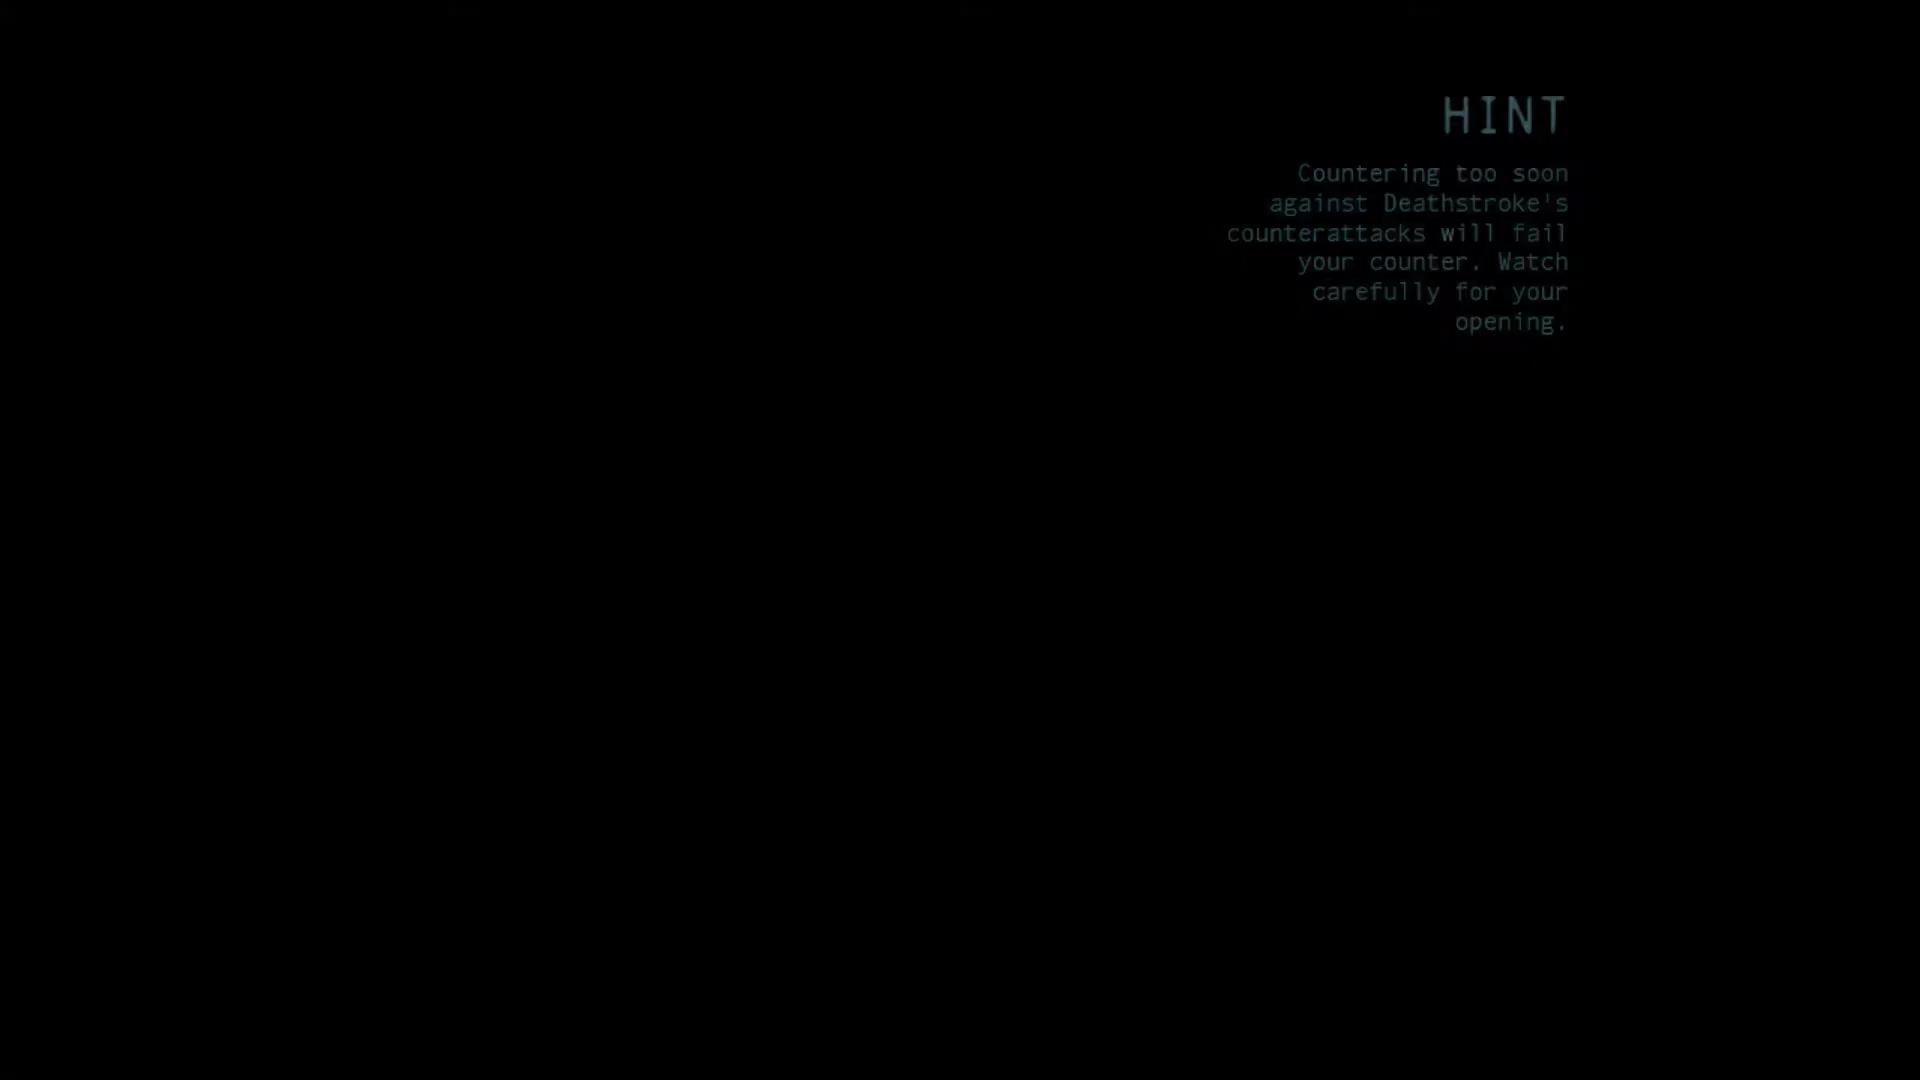 HINT
Countering too soon
against Deathstroke's
counterattacks will fail
your counter. Watch
carefully for your
opening.